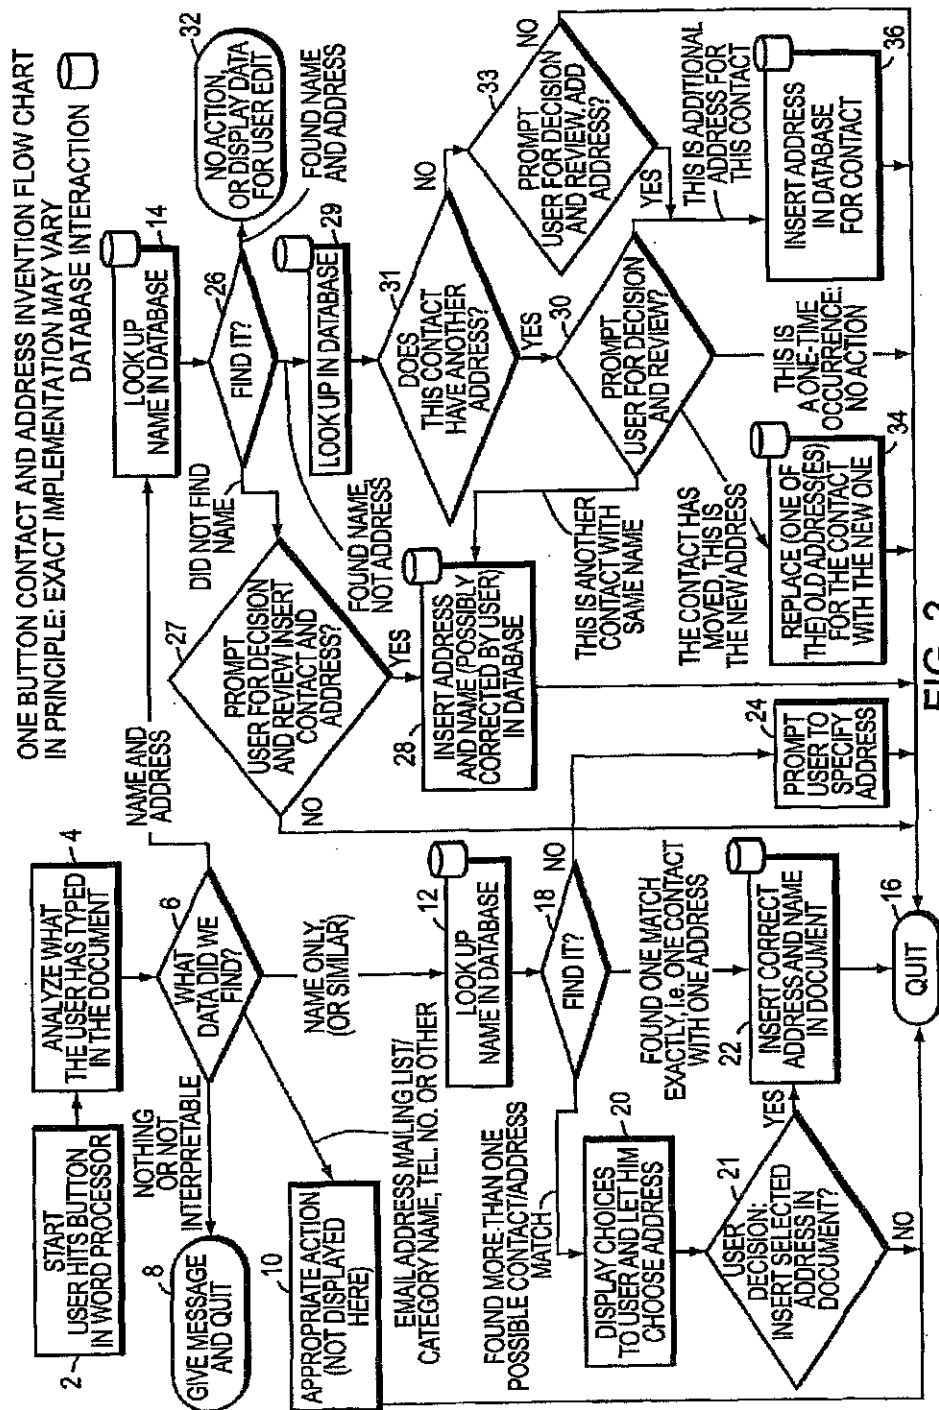 ONE BUTTON CONTACT AND ADDRESS INVENTION FLOW CHART
IN PRINCIPLE: EXACT IMPLEMENTATION MAY VARY
DATABASE INTERACTION
2
START
USER HITS BUTTON
IN WORD PROCESSOR
4
ANALYZE WHAT
THE USER HAS TYPED
IN THE DOCUMENT
6
WHAT
DATA DID WE
FIND?
NOTHING
OR NOT
INTERPRETABLE
8
GIVE MESSAGE
AND QUIT
10
APPROPRIATE ACTION
(NOT DISPLAYED
HERE)
EMAIL ADDRESS MAILING LIST/
CATEGORY NAME, TEL. NO. OR OTHER
NAME ONLY,
(OR SIMILAR)
NAME AND
ADDRESS
12
LOOK UP
NAME IN DATABASE
18
FIND IT?
NO
FOUND MORE THAN ONE
POSSIBLE CONTACT/ADDRESS
MATCH
20
DISPLAY CHOICES
TO USER AND LET HIM
CHOOSE ADDRESS
21
USER
DECISION:
INSERT SELECTED
ADDRESS IN
DOCUMENT?
YES
NO
FOUND ONE MATCH
EXACTLY, i.e. ONE CONTACT
WITH ONE ADDRESS
22
INSERT CORRECT
ADDRESS AND NAME
IN DOCUMENT
24
PROMPT
USER TO
SPECIFY
ADDRESS
16
QUIT
14
LOOK UP
NAME IN DATABASE
26
FIND IT?
DID NOT FIND
NAME
FOUND NAME,
NOT ADDRESS
FOUND NAME
AND ADDRESS
32
NO ACTION,
OR DISPLAY DATA
FOR USER EDIT
27
PROMPT
USER FOR DECISION
AND REVIEW INSERT
CONTACT AND
ADDRESS?
YES
NO
28
INSERT ADDRESS
AND NAME /POSSIBLY
CORRECTED BY USER)
IN DATABASE
29
LOOK UP IN DATABASE
31
DOES
THIS CONTACT
HAVE ANOTHER
ADDRESS?
NO
YES
33
PROMPT
USER FOR DECISION
AND REVIEW, ADD
ADDRESS?
NO
YES
30
PROMPT
USER FOR DECISION
AND REVIEW?
THIS IS ANOTHER
CONTACT WITH
SAME NAME
THE CONTACT HAS
MOVED, THIS IS
THE NEW ADDRESS
THIS IS
A ONE-TIME
OCCURENCE:
NO ACTION
THIS IS ADDITIONAL
ADDRESS FOR
THIS CONTACT
34
REPLACE (ONE OF
THE) OLD ADDRESS(ES)
FOR THE CONTACT
WITH THE NEW ONE
36
INSERT ADDRESS
IN DATABASE
FOR CONTACT